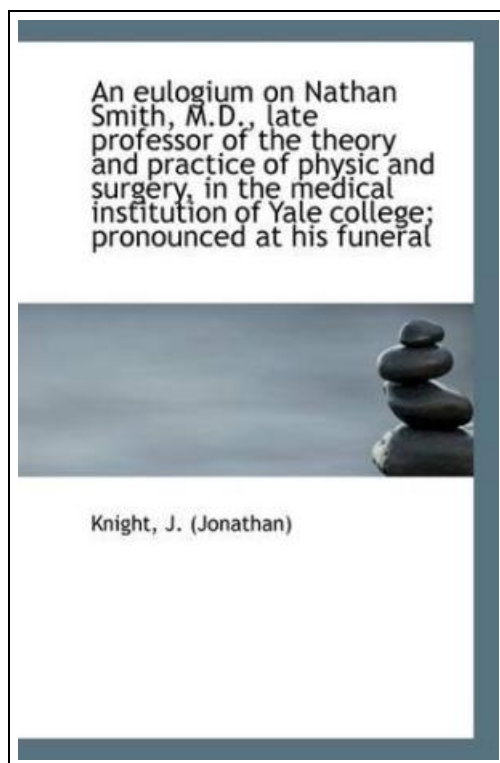 An eulogium on Nathan
Smith, M.D., late
professor of the theory
and practice of physic and
surgery, in the medical
institution of Yale college;
pronounced at his funeral
Knight, J. (Jonathan)